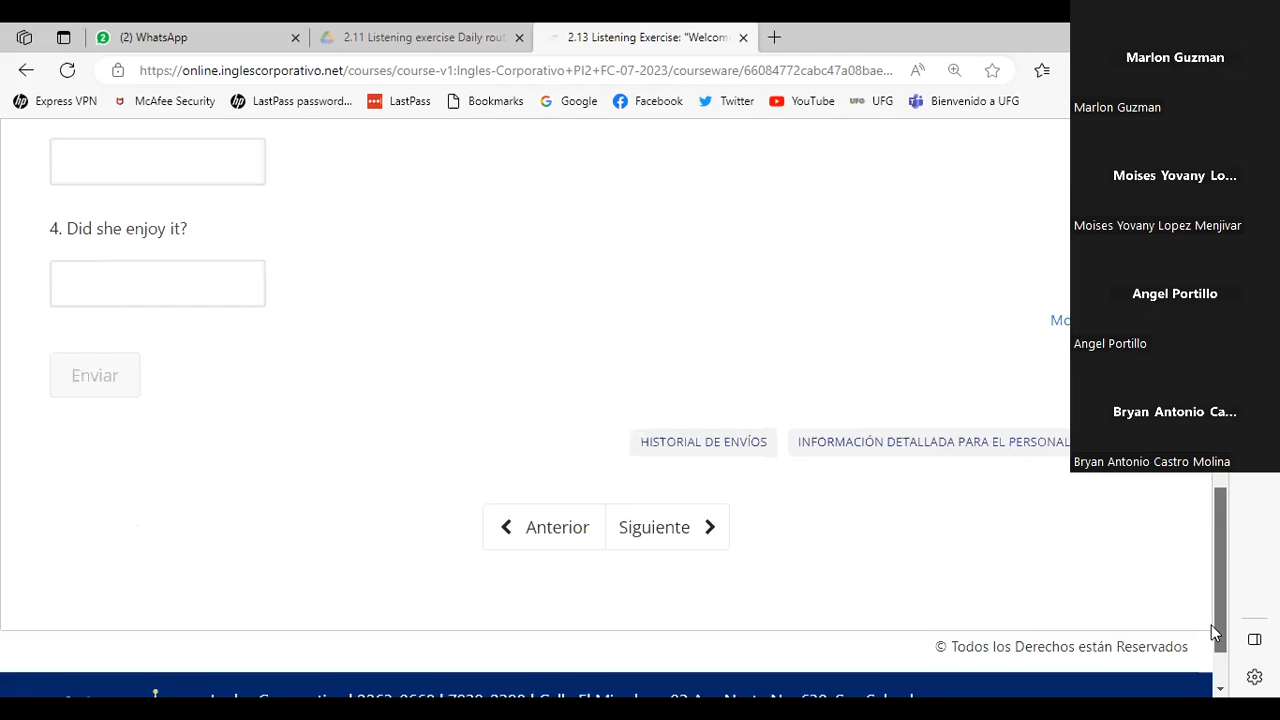 (2) WhatsApp
2.11 Listening exercise Daily rout
2.13 Listening Exercise: "Welcom
Marlon Guzman
https://online.inglescorporativo.net/courses/course-v1:Ingles-Corporativo+PI2+FC-07-2023/courseware/66084772cabc47a08bae...
Express VPN
McAfee Security
LastPass password...
LastPass
Bookmarks
Google
Facebook
Twitter
YouTube
UFG
Bienvenido a UFG
Marlon Guzman
Moises Yovany Lo...
Moises Yovany Lopez Menjivar
4. Did she enjoy it?
Angel Portillo
Angel Portillo
Enviar
Bryan Antonio Ca...
HISTORIAL DE ENVÍOS
INFORMACIÓN DETALLADA PARA EL PERSONAL
Bryan Antonio Castro Molina
Anterior
Siguiente
© Todos los Derechos están Reservados